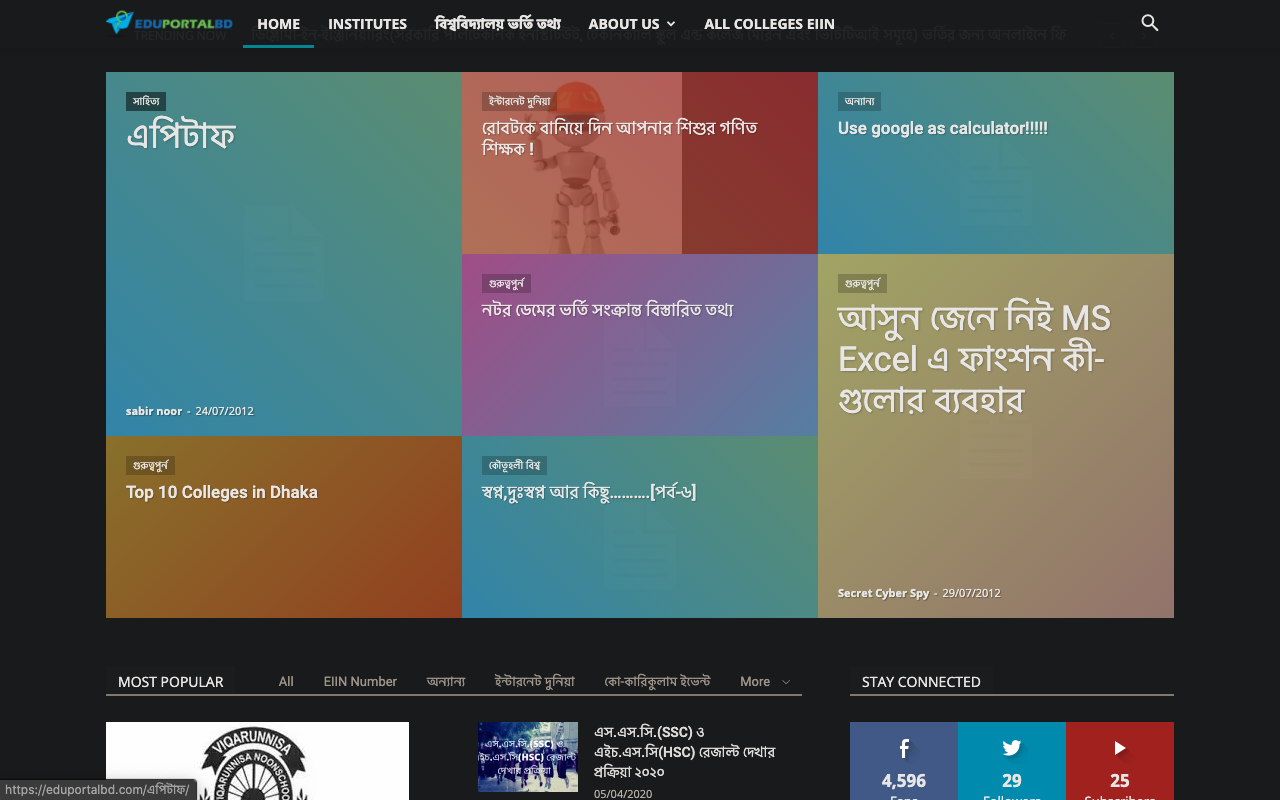 EDUPORTALBD
HOME
INSTITUTES
বিশ্ববিদ্যালয় ভর্তি তথ্য
ABOUT US
ALL COLLEGES EIIN
TRENDING NOW
সাহিত্য
এপিটাফ
sabir noor - 24/07/2012
ইন্টারনেট দুনিয়া
রোবটকে বানিয়ে দিন আপনার শিশুর গণিত
শিক্ষক !
অন্যান্য
Use google as calculator!!!!!
গুরুত্বপুর্ন
নটর ডেমের ভর্তি সংক্রান্ত বিস্তারিত তথ্য
গুরুত্বপুর্ন
আসুন জেনে নিই MS
Excel এ ফাংশন কী-
গুলোর ব্যবহার
Secret Cyber Spy - 29/07/2012
গুরুত্বপুর্ন
Top 10 Colleges in Dhaka
কৌতূহলী বিশ্ব
স্বপ্ন,দুঃস্বপ্ন আর কিছু……….[পর্ব-৬]
MOST POPULAR
All
EIIN Number
অন্যান্য
ইন্টারনেট দুনিয়া
কো-কারিকুলাম ইভেন্ট
More
STAY CONNECTED
VIQARUNNISA
VIQARUNNISA NOON SCHOOL
এস.এস.সি.(SSC) ও
এইচ.এস.সি(HSC) রেজাল্ট
দেখার প্রক্রিয়া
এস.এস.সি.(SSC) ও
এইচ.এস.সি(HSC) রেজাল্ট দেখার
প্রক্রিয়া ২০২০
05/04/2020
4,596
Fans
29
Followers
25
Subscribers
https://eduportalbd.com/এপিটাফ/